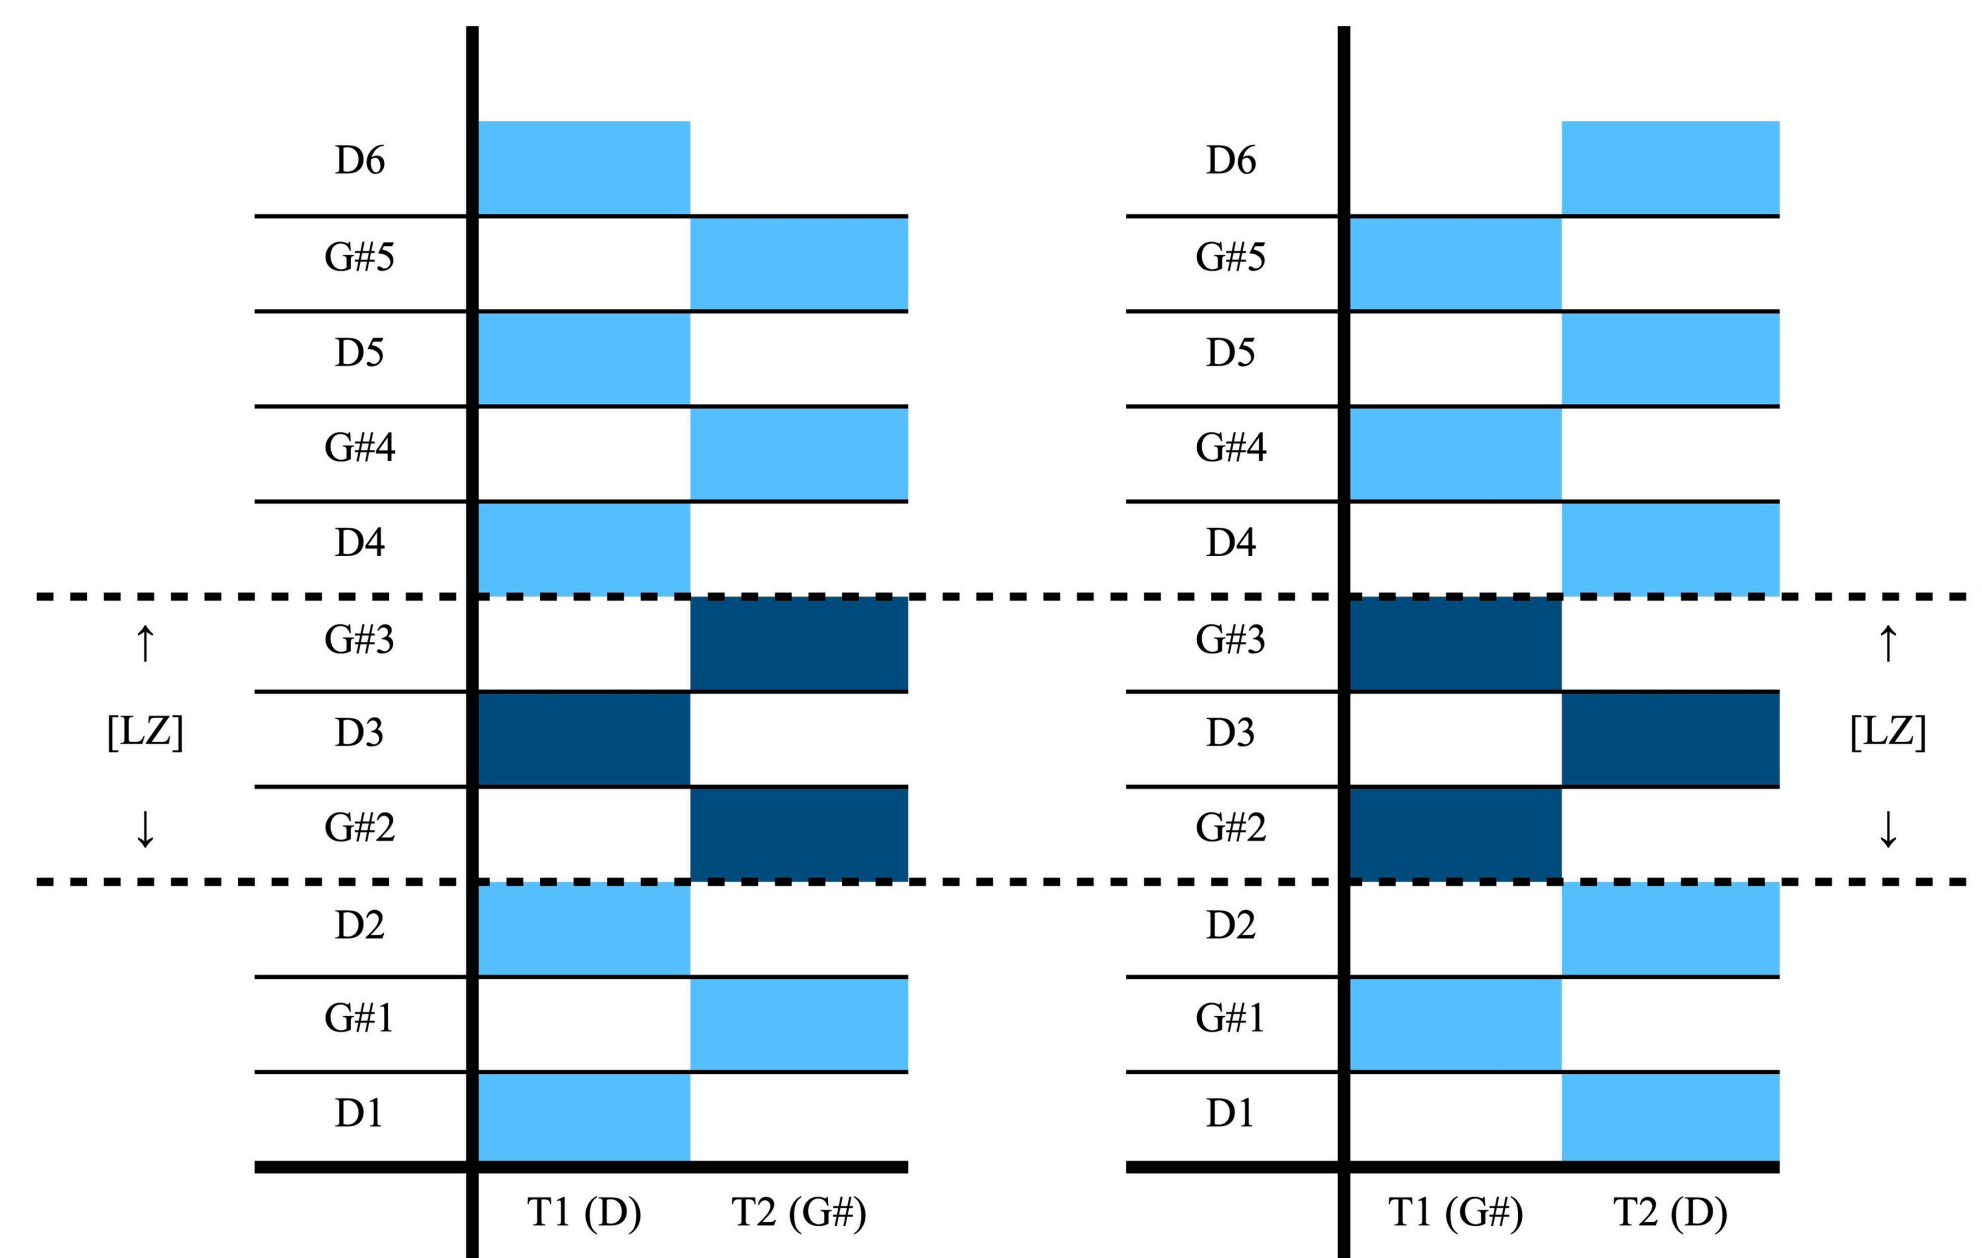 D6
G#5
D5
G#4
D4
↑
G#3
[LZ]
D3
↓
G#2
D2
G#1
D1
T1 (D) T2 (G#)
D6
G#5
D5
G#4
D4
G#3
↑
D3
[LZ]
G#2
↓
D2
G#1
D1
T1 (G#) T2 (D)